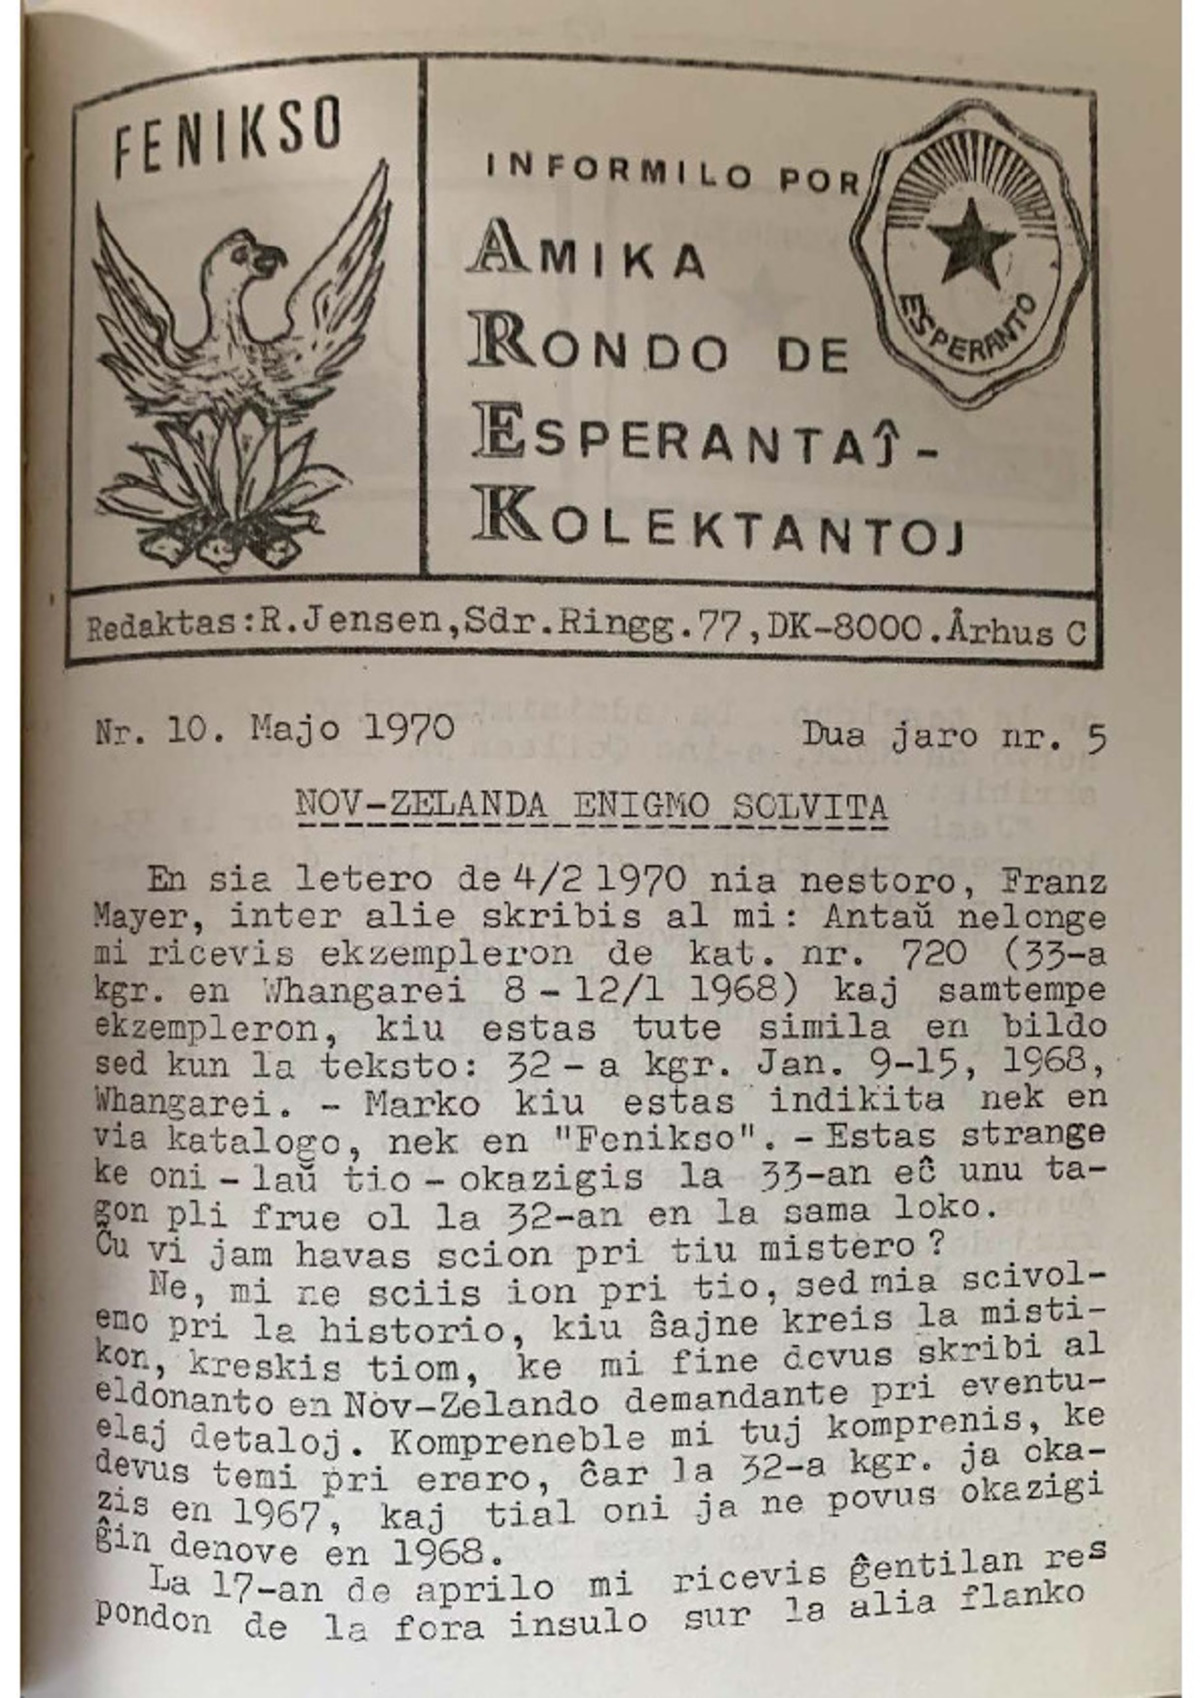 FENIKSO
INFORMILO POR
AMIKA
RONDO DE
ESPERANTAĴ-
KOLEKTANTOJ
ESPERANTO
Redaktas:R.Jensen,Sdr.Ringg.77,DK-8000.Århus C
Nr. 10. Majo 1970 Dua jaro nr. 5
NOV-ZELANDA ENIGMO SOLVITA
En sia letero de 4/2 1970 nia nestoro, Franz
Mayer, inter alie skribis al mi: Antaŭ nelonge
mi ricevis ekzempleron de kat. nr. 720 (33-a
kgr. en Whangarei 8 - 12/1 1968) kaj samtempe
ekzempleron, kiu estas tute simila en bildo
sed kun la teksto: 32 - a kgr. Jan. 9-15, 1968,
Whangarei. - Marko kiu estas indikita nek en
via katalogo, nek en "Fenikso". - Estas strange
ke oni - laŭ tio - okazigis la 33-an eĉ unu ta-
gon pli frue ol la 32-an en la sama loko.
Ĉu vi jam havas scion pri tiu mistero?
Ne, mi ne sciis ion pri tio, sed mia scivol-
emo pri la historio, kiu ŝajne kreis la misti-
kon, kreskis tiom, ke mi fine devus skribi al
eldonanto en Nov-Zelando demandante pri eventu-
elaj detaloj. Kompreneble mi tuj komprenis, ke
devus temi pri eraro, ĉar la 32-a kgr. ja oka-
zis en 1967, kaj tial oni ja ne povus okazigi
ĝin denove en 1968.
La 17-an de aprilo mi ricevis ĝentilan res
pondon de la fora insulo sur la alia flanko